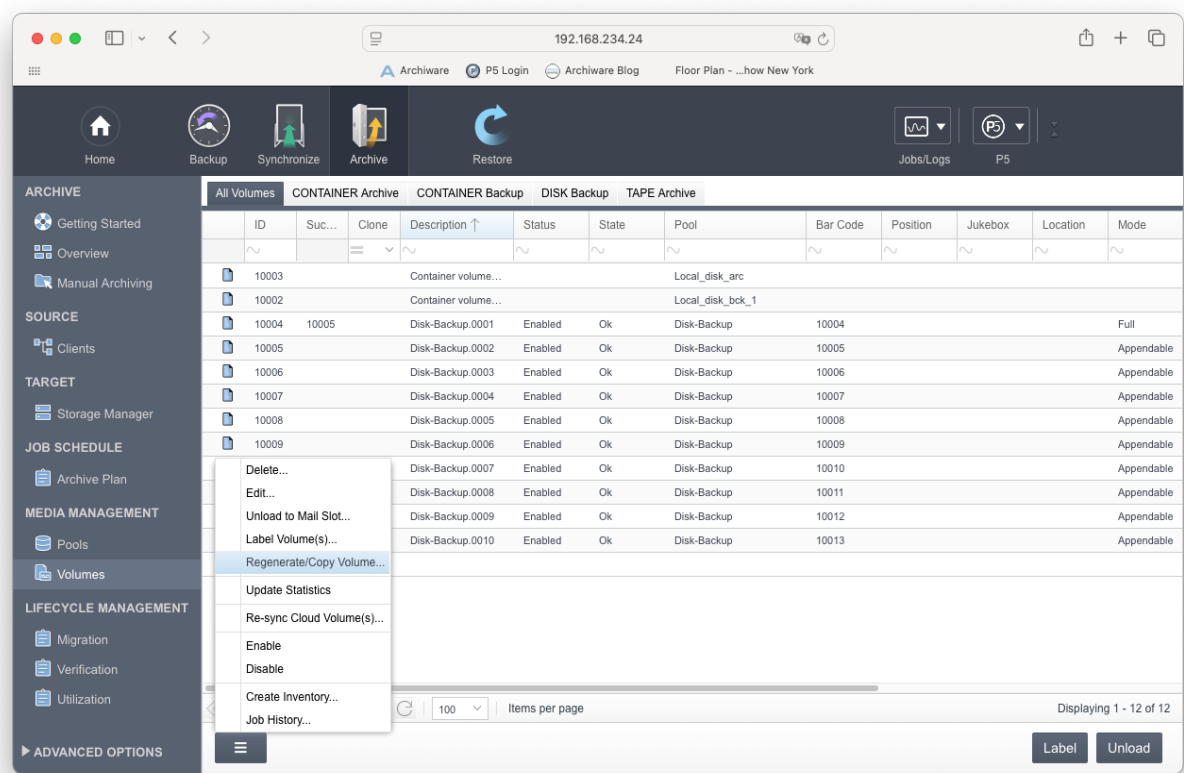 192.168.234.24
Archiware P5 Login Archiware Blog Floor Plan - ...how New York
Home Backup Synchronize Archive Restore Jobs/Logs P5
ARCHIVE
Getting Started
Overview
Manual Archiving
SOURCE
Clients
TARGET
Storage Manager
JOB SCHEDULE
Archive Plan
MEDIA MANAGEMENT
Pools
Volumes
LIFECYCLE MANAGEMENT
Migration
Verification
Utilization
ADVANCED OPTIONS
All Volumes CONTAINER Archive CONTAINER Backup DISK Backup TAPE Archive
ID Suc... Clone Description Status State Pool Bar Code Position Jukebox Location Mode
10003 Container volume... Local_disk_arc
10002 Container volume... Local_disk_bck_1
10004 10005 Disk-Backup.0001 Enabled Ok Disk-Backup 10004 Full
10005 Disk-Backup.0002 Enabled Ok Disk-Backup 10005 Appendable
10006 Disk-Backup.0003 Enabled Ok Disk-Backup 10006 Appendable
10007 Disk-Backup.0004 Enabled Ok Disk-Backup 10007 Appendable
10008 Disk-Backup.0005 Enabled Ok Disk-Backup 10008 Appendable
10009 Disk-Backup.0006 Enabled Ok Disk-Backup 10009 Appendable
Disk-Backup.0007 Enabled Ok Disk-Backup 10010 Appendable
Disk-Backup.0008 Enabled Ok Disk-Backup 10011 Appendable
Disk-Backup.0009 Enabled Ok Disk-Backup 10012 Appendable
Disk-Backup.0010 Enabled Ok Disk-Backup 10013 Appendable
Delete...
Edit...
Unload to Mail Slot...
Label Volume(s)...
Regenerate/Copy Volume...
Update Statistics
Re-sync Cloud Volume(s)...
Enable
Disable
Create Inventory...
Job History...
100 Items per page Displaying 1 - 12 of 12
Label Unload